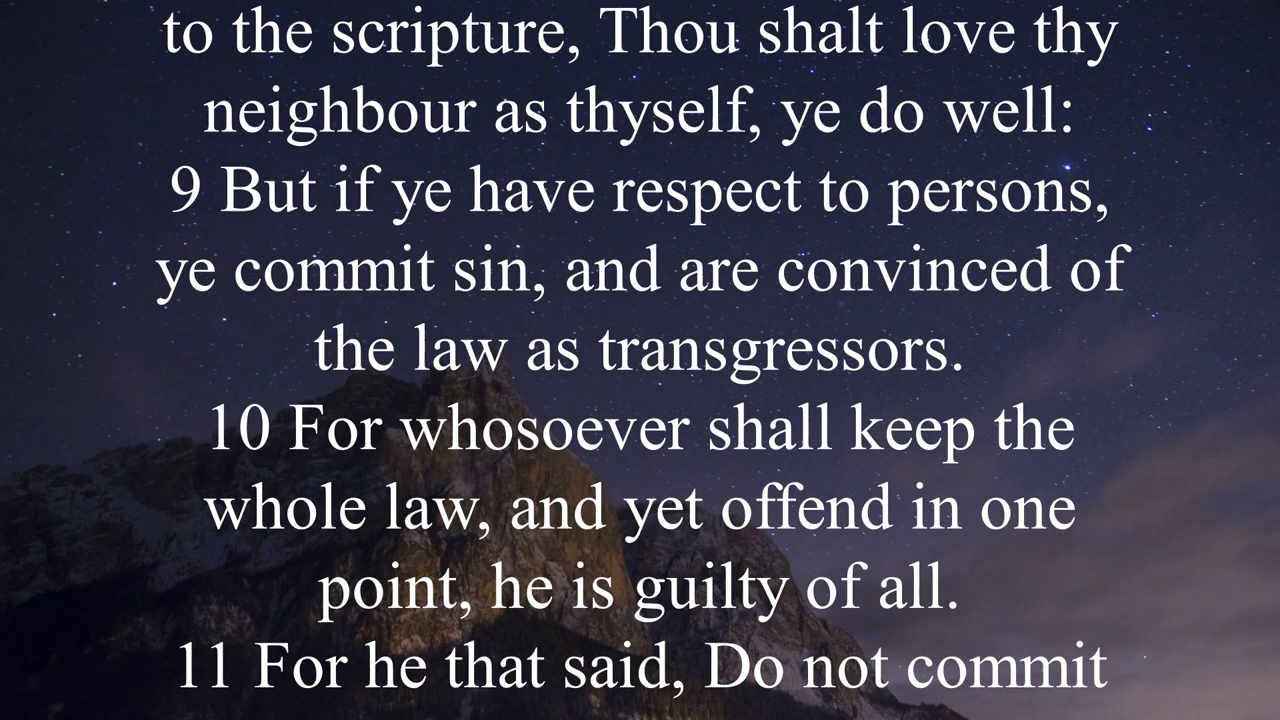 to the scripture, Thou shalt love thy
neighbour as thyself, ye do well:
9 But if ye have respect to persons,
ye commit sin, and are convinced of
the law as transgressors.
10 For whosoever shall keep the
whole law, and yet offend in one
point, he is guilty of all.
11 For he that said, Do not commit